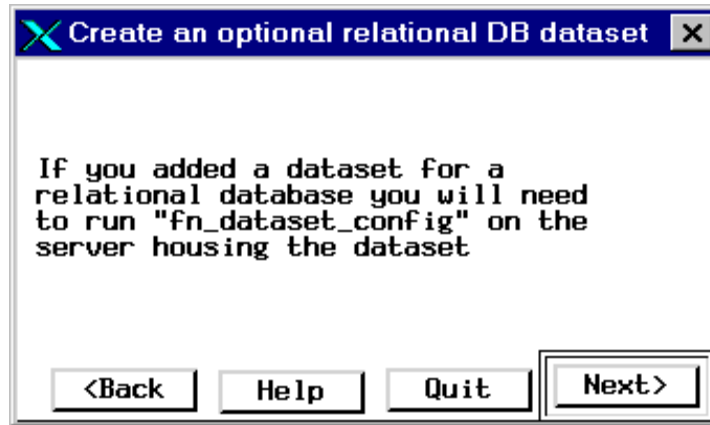 Create an optional relational DB dataset
If you added a dataset for a
relational database you will need
to run "fn_dataset_config" on the
server housing the dataset
<Back Help Quit Next>